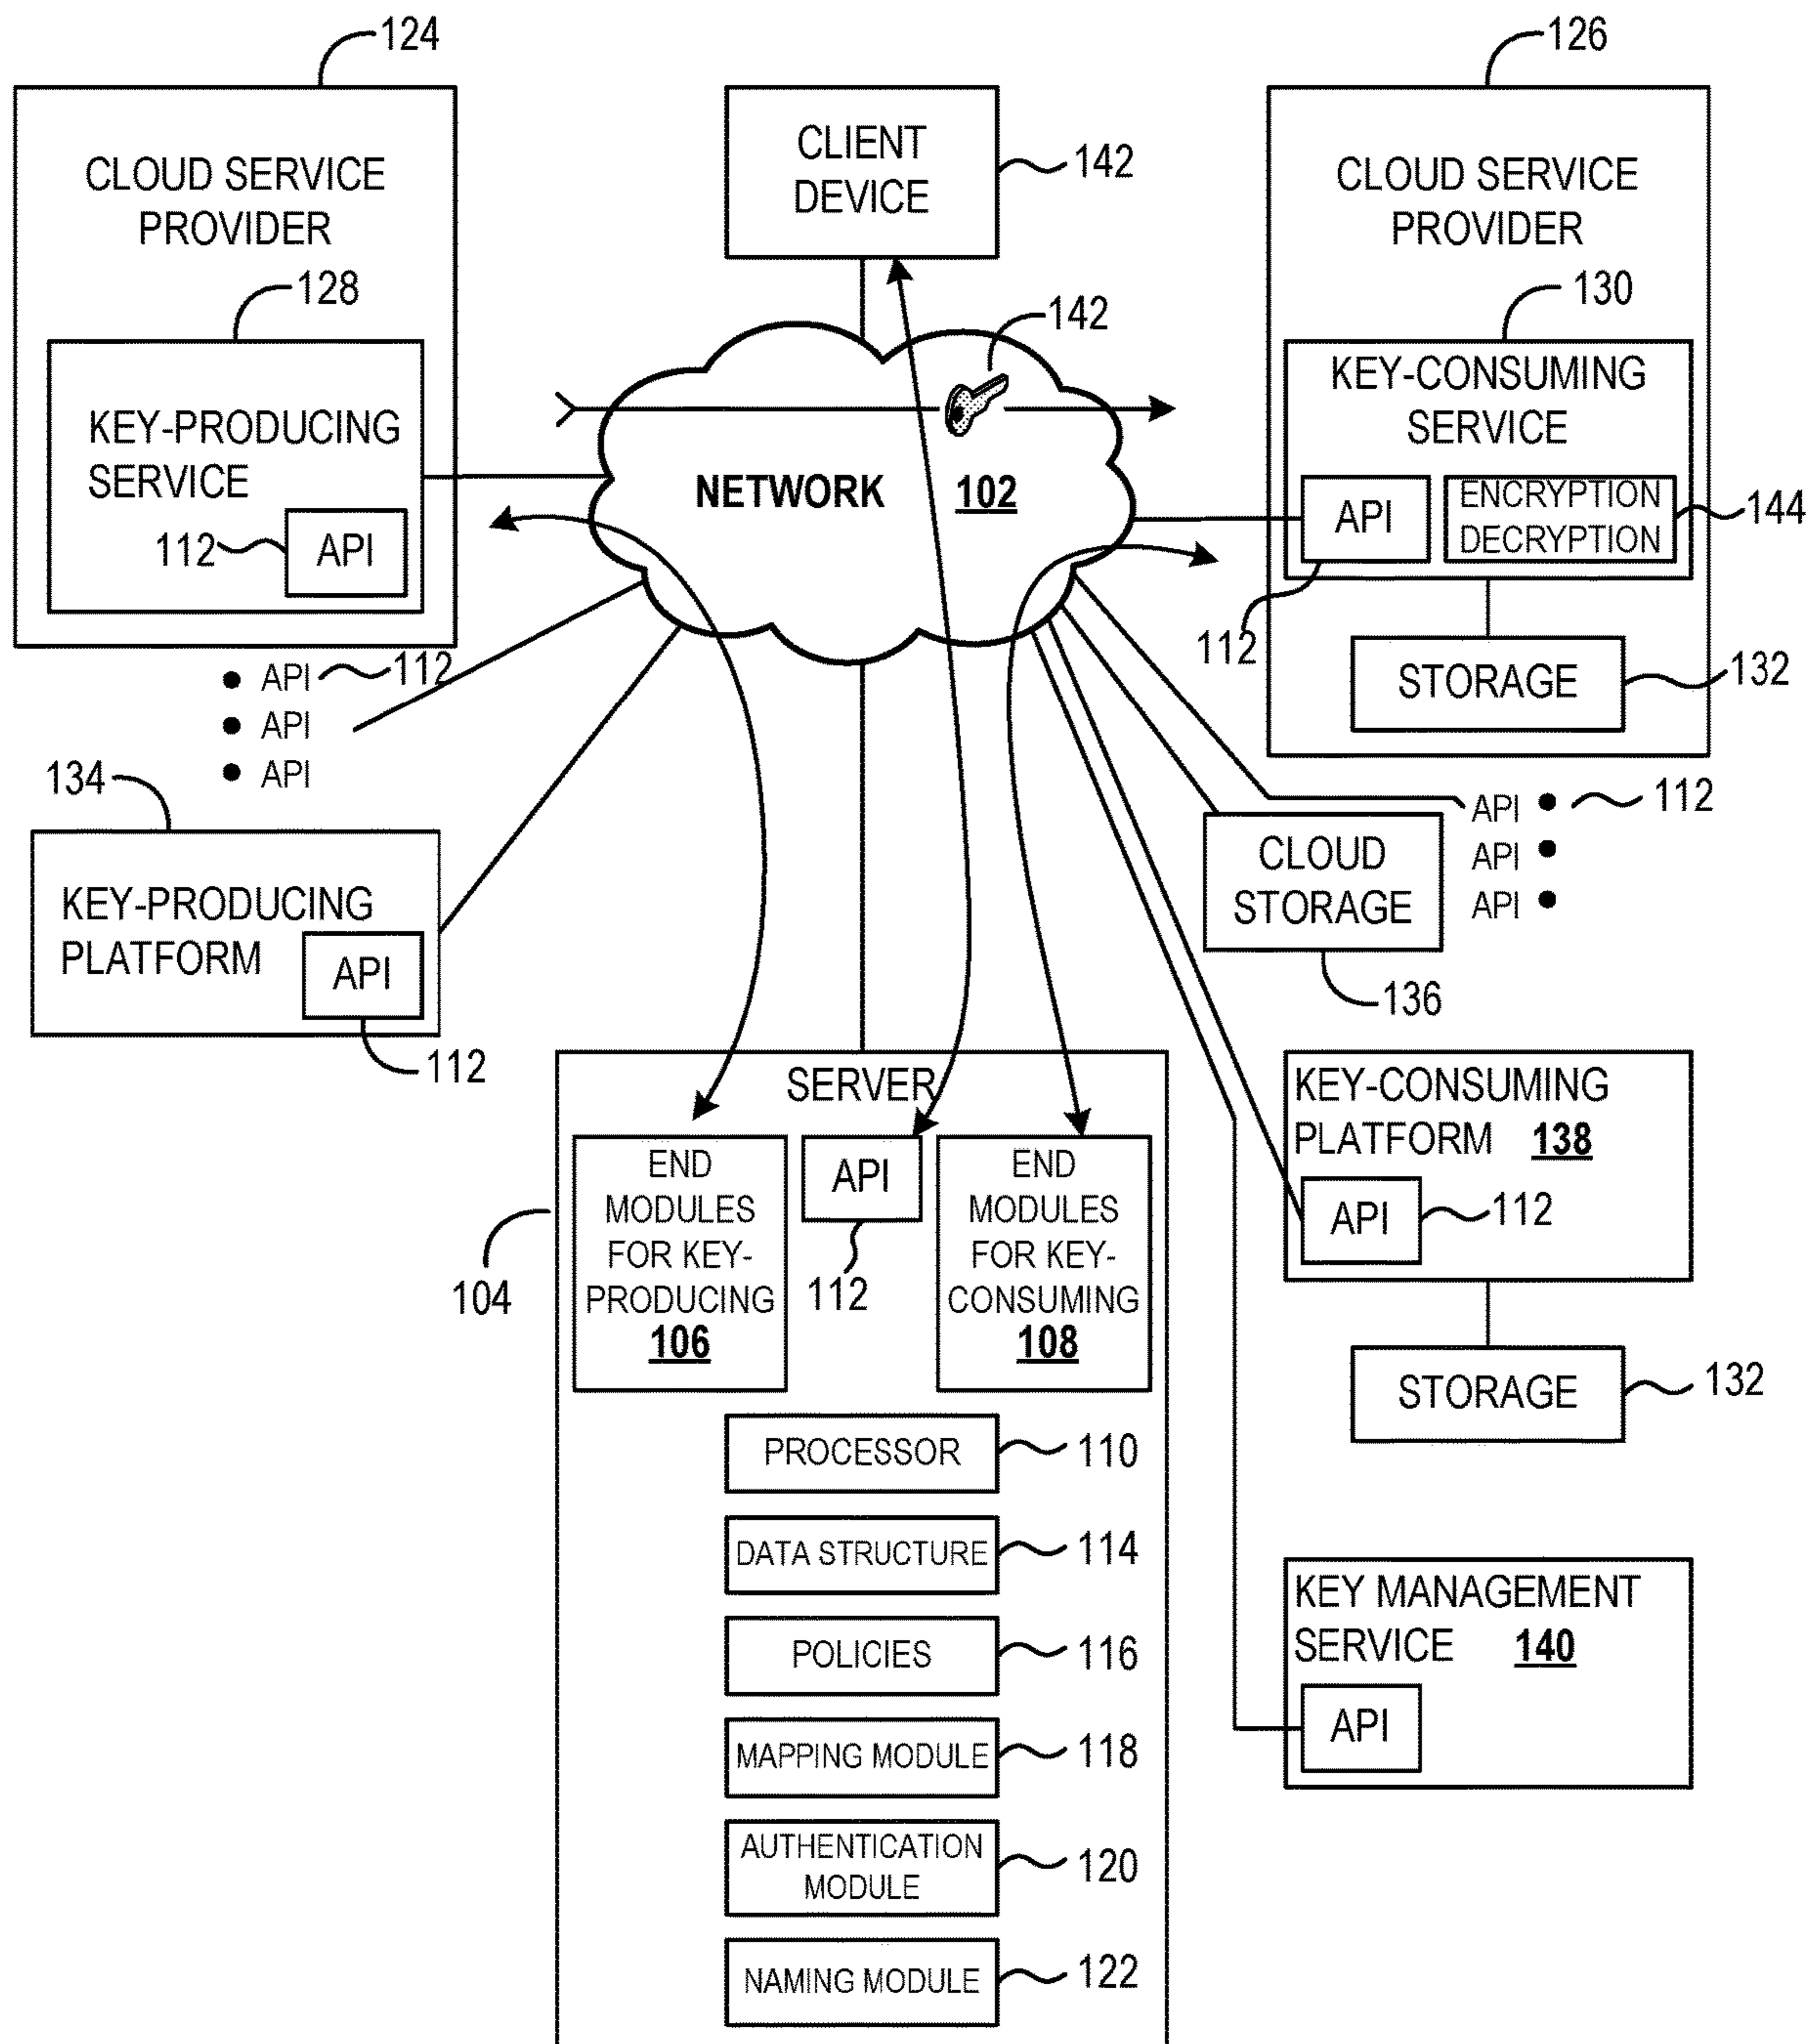 124
CLOUD SERVICE
PROVIDER
128
KEY-PRODUCING
SERVICE
112
API
API
112
API
API
CLIENT
DEVICE
142
142
NETWORK 102
126
CLOUD SERVICE
PROVIDER
130
KEY-CONSUMING
SERVICE
API
ENCRYPTION
DECRYPTION
144
112
STORAGE
132
134
KEY-PRODUCING
PLATFORM
API
112
API
112
API
API
CLOUD
STORAGE
136
SERVER
104
END
MODULES
FOR KEY-
PRODUCING
106
API
112
END
MODULES
FOR KEY-
CONSUMING
108
PROCESSOR
110
DATA STRUCTURE
114
POLICIES
116
MAPPING MODULE
118
AUTHENTICATION
MODULE
120
NAMING MODULE
122
KEY-CONSUMING
PLATFORM 138
API
112
STORAGE
132
KEY MANAGEMENT
SERVICE 140
API